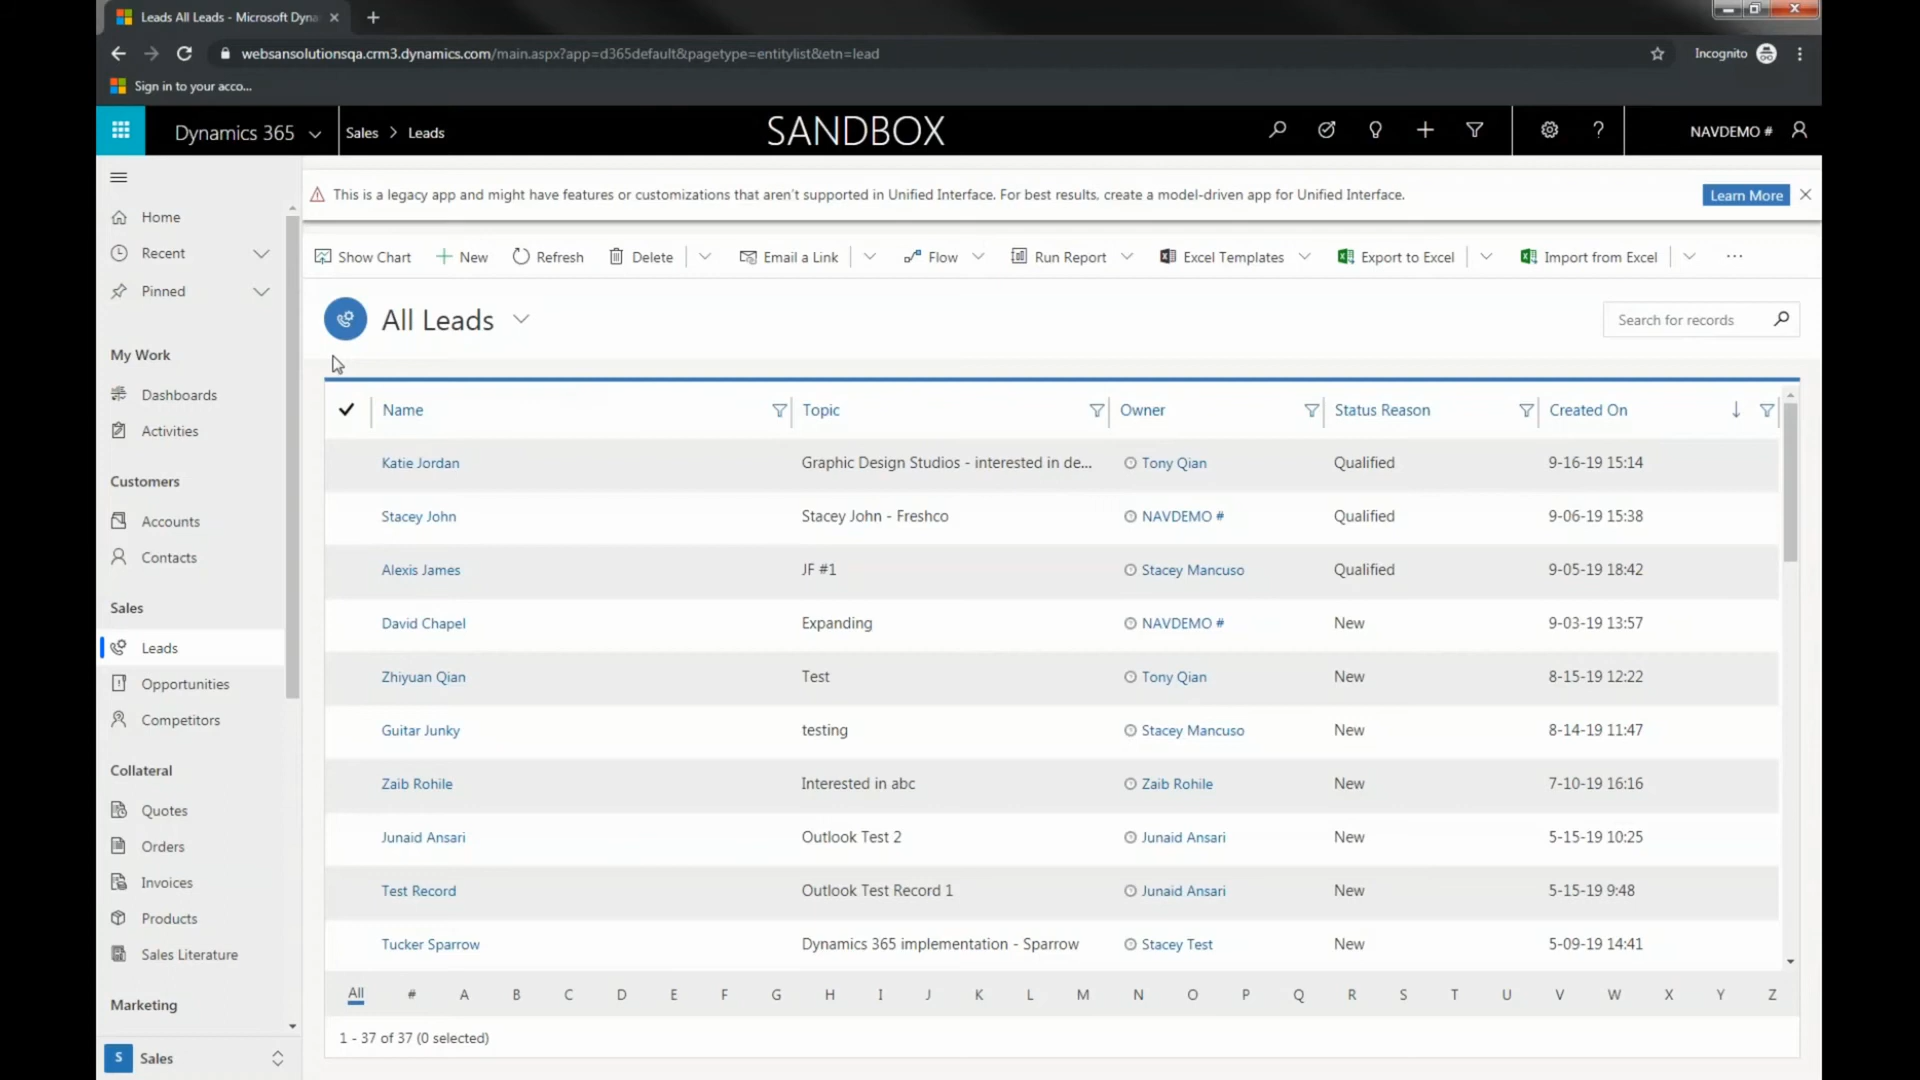 Leads All Leads - Microsoft Dyna
websansolutionsqa.crm3.dynamics.com/main.aspx?app=d365default&pagetype=entitylist&etn=lead
Incognito
Sign in to your acco...
Dynamics 365
Sales > Leads
SANDBOX
NAVDEMO #
This is a legacy app and might have features or customizations that aren't supported in Unified Interface. For best results, create a model-driven app for Unified Interface.
Learn More
Home
Recent
Pinned
My Work
Dashboards
Activities
Customers
Accounts
Contacts
Sales
Leads
Opportunities
Competitors
Collateral
Quotes
Orders
Invoices
Products
Sales Literature
Marketing
S Sales
Show Chart New Refresh Delete Email a Link Flow Run Report Excel Templates Export to Excel Import from Excel ...
All Leads
Search for records
Name Topic Owner Status Reason Created On
Katie Jordan Graphic Design Studios - interested in de... Tony Qian Qualified 9-16-19 15:14
Stacey John Stacey John - Freshco NAVDEMO # Qualified 9-06-19 15:38
Alexis James JF #1 Stacey Mancuso Qualified 9-05-19 18:42
David Chapel Expanding NAVDEMO # New 9-03-19 13:57
Zhiyuan Qian Test Tony Qian New 8-15-19 12:22
Guitar Junky testing Stacey Mancuso New 8-14-19 11:47
Zaib Rohile Interested in abc Zaib Rohile New 7-10-19 16:16
Junaid Ansari Outlook Test 2 Junaid Ansari New 5-15-19 10:25
Test Record Outlook Test Record 1 Junaid Ansari New 5-15-19 9:48
Tucker Sparrow Dynamics 365 implementation - Sparrow Stacey Test New 5-09-19 14:41
All # A B C D E F G H I J K L M N O P Q R S T U V W X Y Z
1 - 37 of 37 (0 selected)